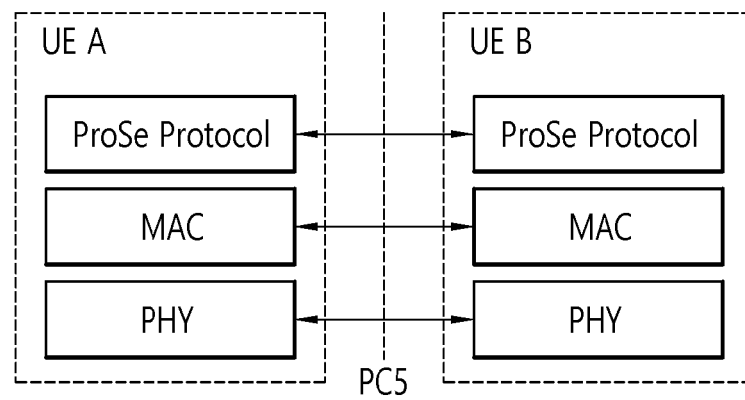 UE A
UE B
ProSe Protocol
ProSe Protocol
MAC
MAC
PHY
PHY
PC5